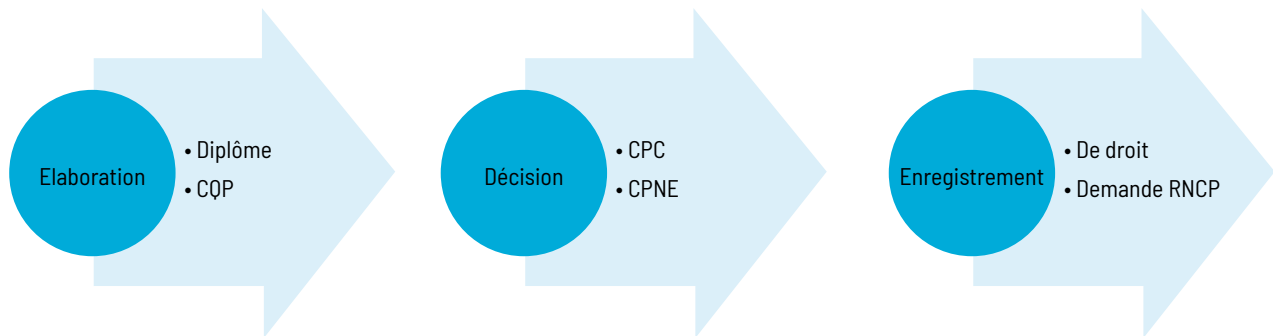 Elaboration
• Diplôme
• CQP
Décision
• CPC
• CPNE
Enregistrement
• De droit
• Demande RNCP